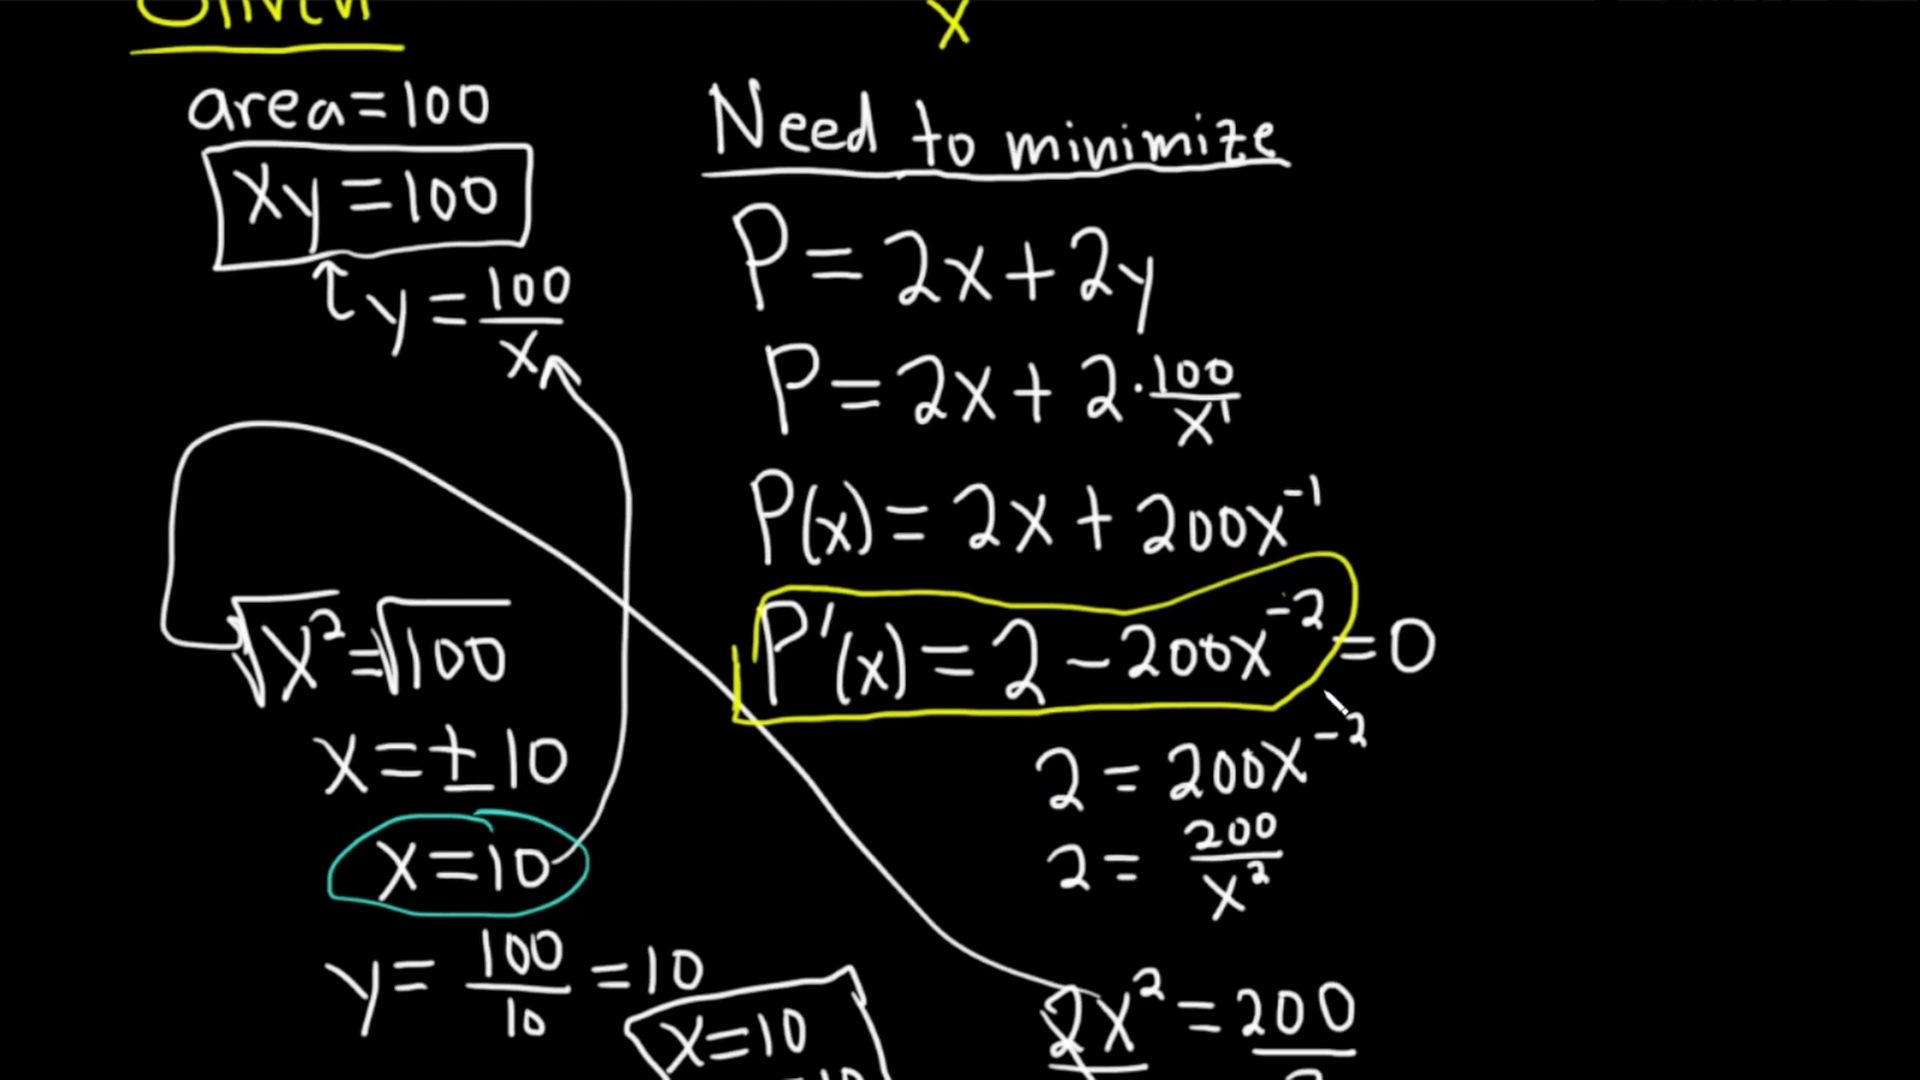 Given
x
area=100
xy=100
y=100/x
Need to minimize
P=2x+2y
P=2x+2·100/x¹
P(x)=2x+200x⁻¹
P'(x)=2-200x⁻²=0
2=200x⁻²
2=200/x²
2x²=200
√x²=√100
x=±10
x=10
y=100/10=10
x=10